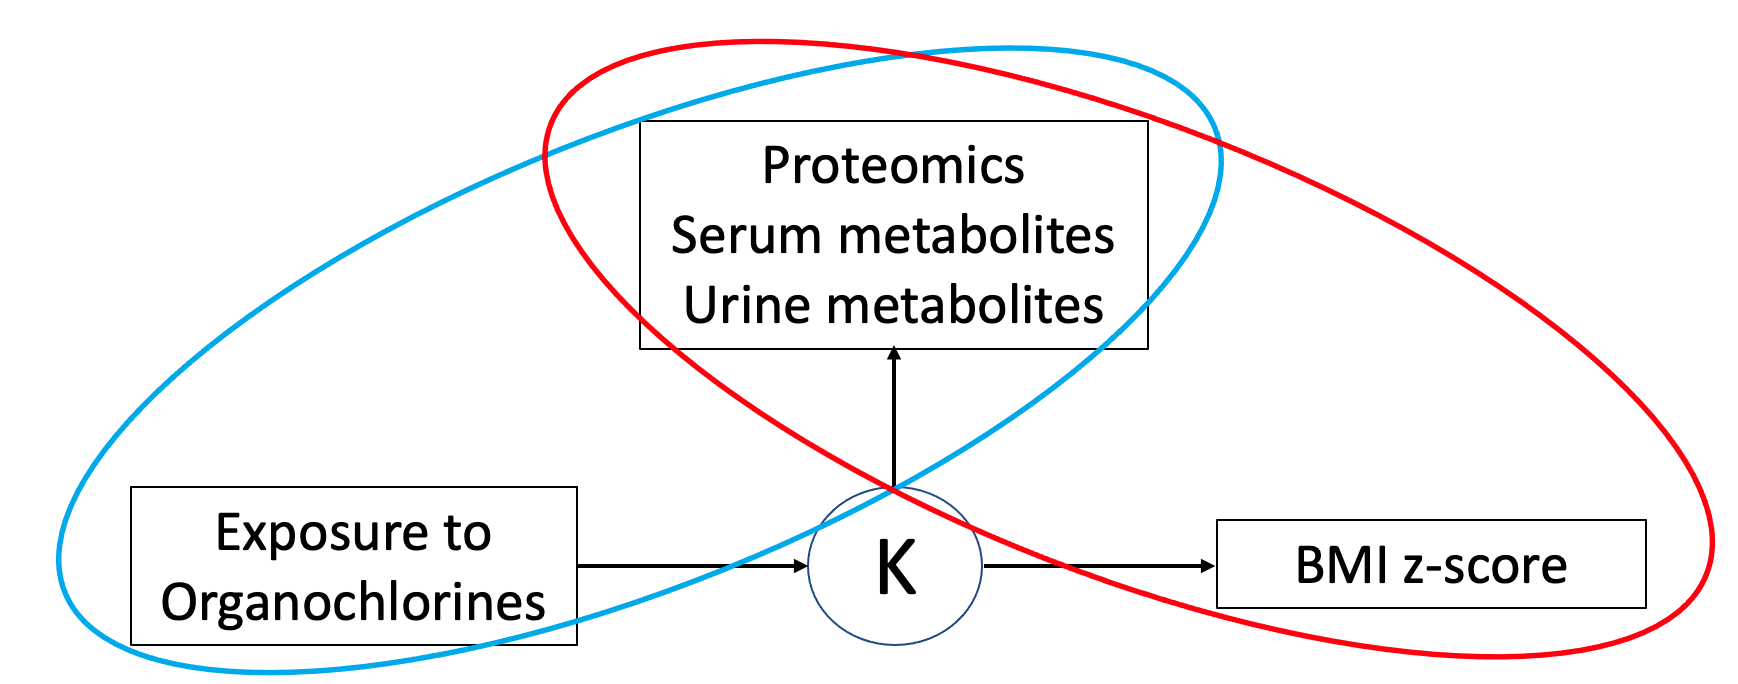 Proteomics
Serum metabolites
Urine metabolites
Exposure to
Organochlorines
K
BMI z-score